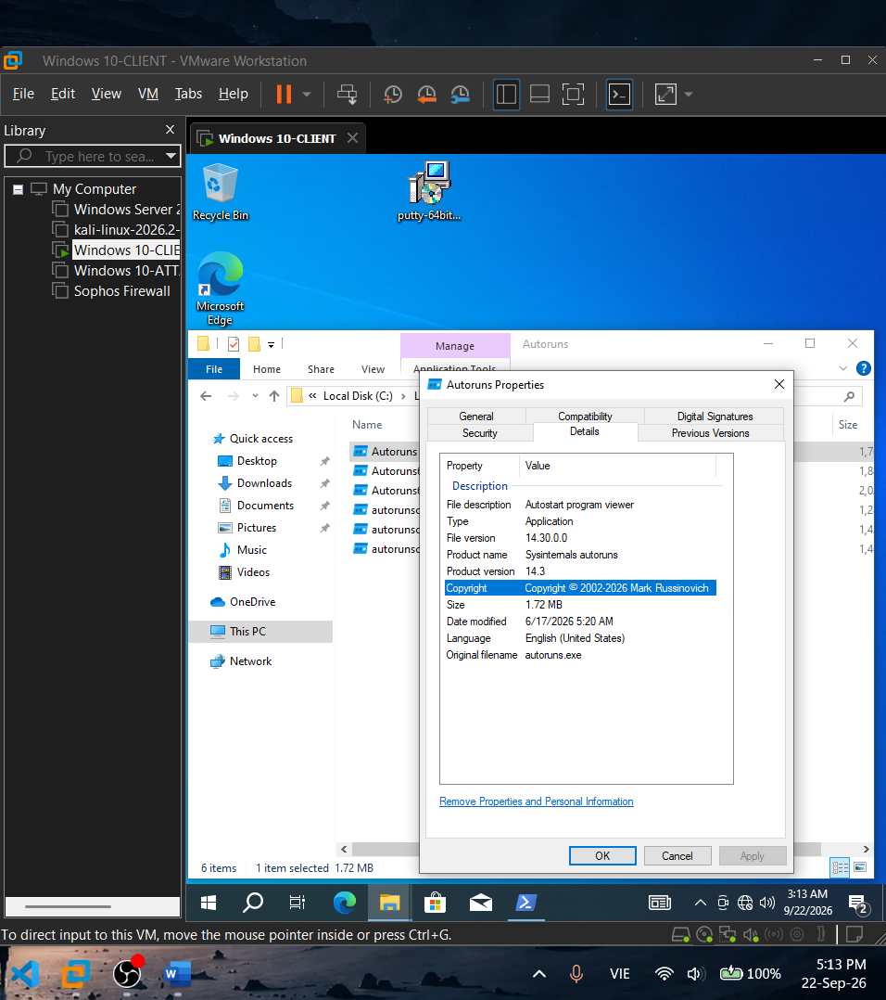 Windows 10-CLIENT - VMware Workstation
File Edit View VM Tabs Help
Library
Type here to sea...
My Computer
Windows Server 2
kali-linux-2026.2-
Windows 10-CLIE
Windows 10-ATT
Sophos Firewall
Windows 10-CLIENT
Recycle Bin
putty-64bit...
Microsoft
Edge
Manage
Autoruns
File Home Share View Application Tools
« Local Disk (C:) › L
Name
Size
Quick access
Desktop
Downloads
Documents
Pictures
Music
Videos
OneDrive
This PC
Network
Autoruns 1,7
Autoruns6 1,8
Autoruns6 2,0
autorunsc 1,2
autorunsc 1,4
autorunsc 1,4
Autoruns Properties
General Compatibility Digital Signatures
Security Details Previous Versions
Property Value
Description
File description Autostart program viewer
Type Application
File version 14.30.0.0
Product name Sysinternals autoruns
Product version 14.3
Copyright Copyright © 2002-2026 Mark Russinovich
Size 1.72 MB
Date modified 6/17/2026 5:20 AM
Language English (United States)
Original filename autoruns.exe
Remove Properties and Personal Information
OK Cancel Apply
6 items 1 item selected 1.72 MB
3:13 AM
9/22/2026
2
To direct input to this VM, move the mouse pointer inside or press Ctrl+G.
VIE
100%
5:13 PM
22-Sep-26